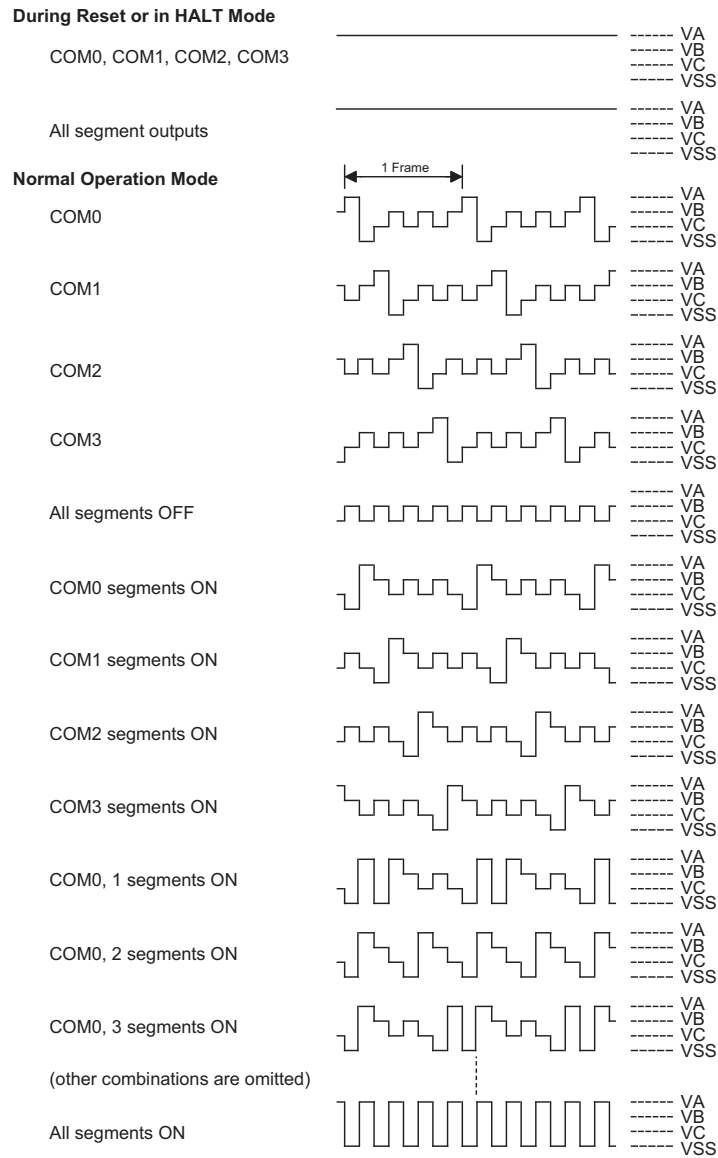 During Reset or in HALT Mode
COM0, COM1, COM2, COM3
VA
VB
VC
VSS
All segment outputs
VA
VB
VC
VSS
Normal Operation Mode
1 Frame
COM0
VA
VB
VC
VSS
COM1
VA
VB
VC
VSS
COM2
VA
VB
VC
VSS
COM3
VA
VB
VC
VSS
All segments OFF
VA
VB
VC
VSS
COM0 segments ON
VA
VB
VC
VSS
COM1 segments ON
VA
VB
VC
VSS
COM2 segments ON
VA
VB
VC
VSS
COM3 segments ON
VA
VB
VC
VSS
COM0, 1 segments ON
VA
VB
VC
VSS
COM0, 2 segments ON
VA
VB
VC
VSS
COM0, 3 segments ON
VA
VB
VC
VSS
(other combinations are omitted)
All segments ON
VA
VB
VC
VSS